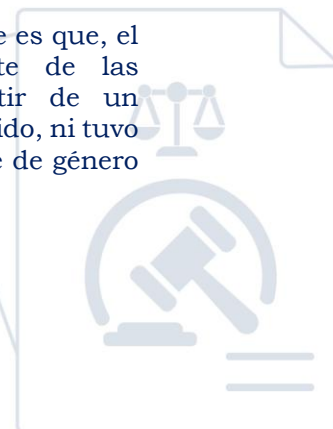 e es que, el
te de las
tir de un
ido, ni tuvo
e de género